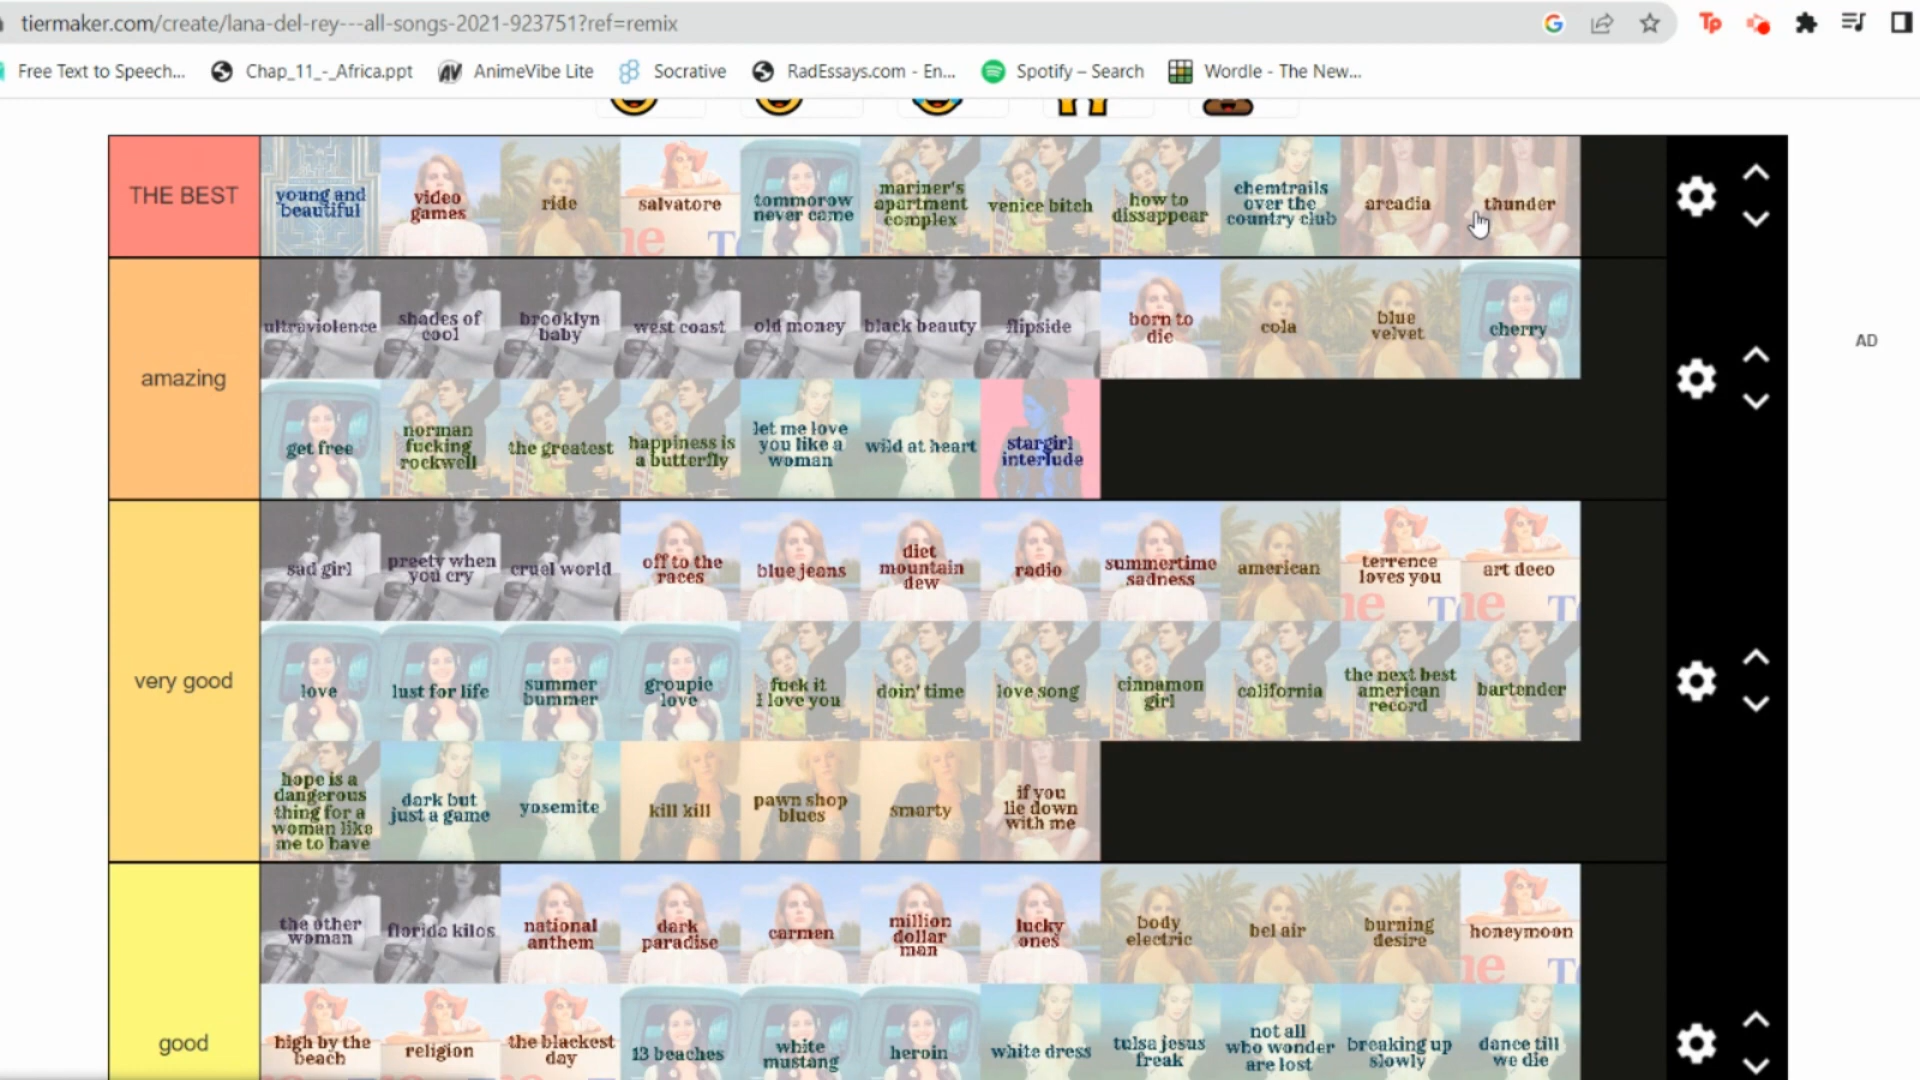 tiermaker.com/create/lana-del-rey---all-songs-2021-923751?ref=remix
Free Text to Speech...
Chap_11_-_Africa.ppt
AnimeVibe Lite
Socrative
RadEssays.com - En...
Spotify – Search
Wordle - The New...
THE BEST
young and
beautiful
video
games
ride
salvatore
tommorow
never came
mariner's
apartment
complex
venice bitch
how to
dissappear
chemtrails
over the
country club
arcadia
thunder
amazing
ultraviolence
shades of
cool
brooklyn
baby
west coast
old money
black beauty
flipside
born to
die
cola
blue
velvet
cherry
get free
norman
fucking
rockwell
the greatest
happiness is
a butterfly
let me love
you like a
woman
wild at heart
stargirl
interlude
AD
very good
sad girl
preety when
you cry
cruel world
off to the
races
blue jeans
diet
mountain
dew
radio
summertime
sadness
american
terrence
loves you
art deco
love
lust for life
summer
bummer
groupie
love
fuck it
I love you
doin' time
love song
cinnamon
girl
california
the next best
american
record
bartender
hope is a
dangerous
thing for a
woman like
me to have
dark but
just a game
yosemite
kill kill
pawn shop
blues
smarty
if you
lie down
with me
good
the other
woman
florida kilos
national
anthem
dark
paradise
carmen
million
dollar
man
lucky
ones
body
electric
bel air
burning
desire
honeymoon
high by the
beach
religion
the blackest
day
13 beaches
white
mustang
heroin
white dress
tulsa jesus
freak
not all
who wonder
are lost
breaking up
slowly
dance till
we die